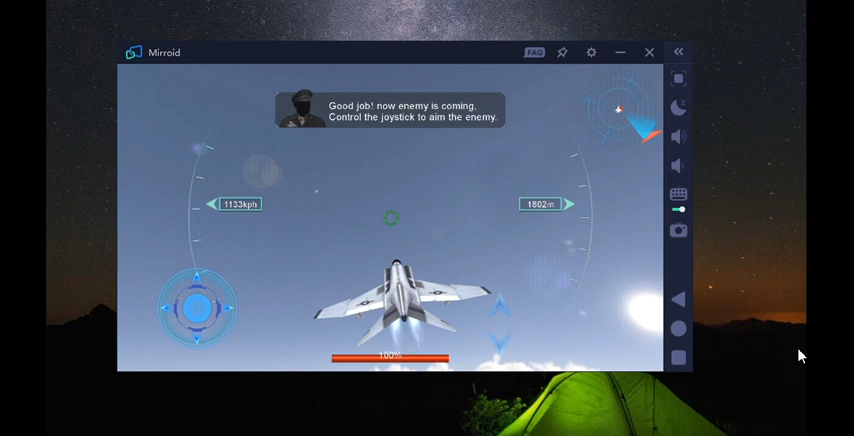 Mirroid
FAQ
Good job! now enemy is coming,
Control the joystick to aim the enemy.
1133kph
1802m
100%